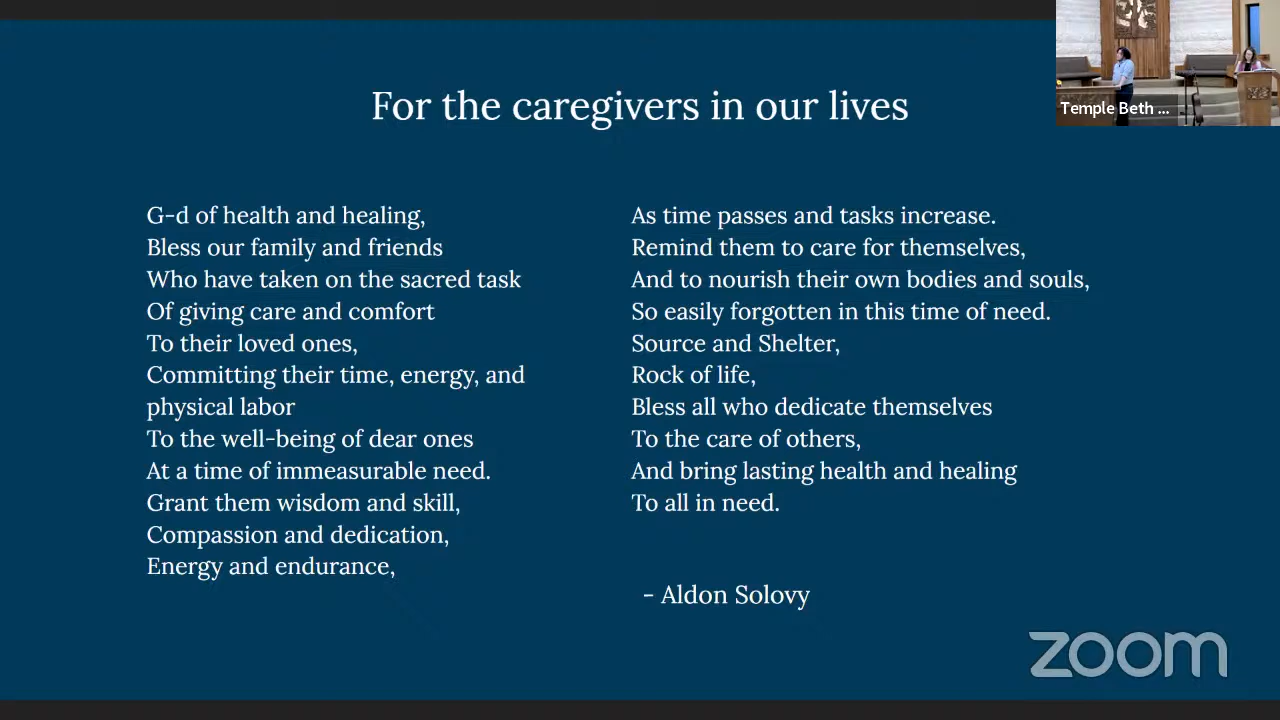 For the caregivers in our lives
G-d of health and healing,
Bless our family and friends
Who have taken on the sacred task
Of giving care and comfort
To their loved ones,
Committing their time, energy, and
physical labor
To the well-being of dear ones
At a time of immeasurable need.
Grant them wisdom and skill,
Compassion and dedication,
Energy and endurance,
As time passes and tasks increase.
Remind them to care for themselves,
And to nourish their own bodies and souls,
So easily forgotten in this time of need.
Source and Shelter,
Rock of life,
Bless all who dedicate themselves
To the care of others,
And bring lasting health and healing
To all in need.
- Aldon Solovy
Temple Beth ...
zoom